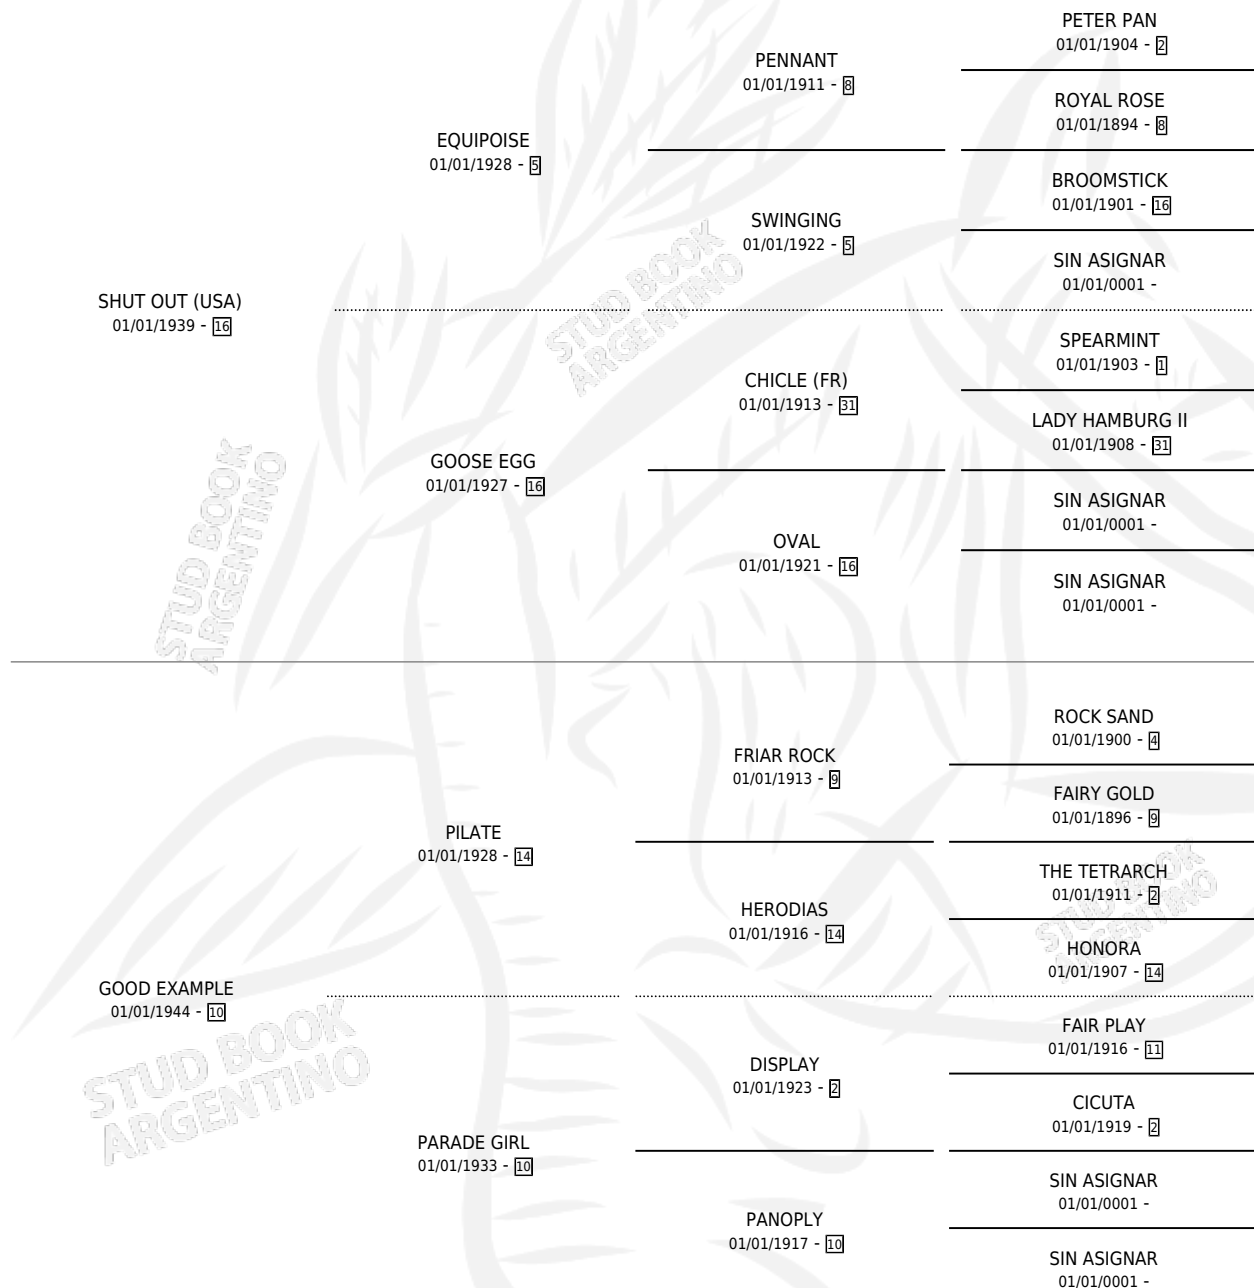 PETER PAN
01/01/1904 - 2
PENNANT
01/01/1911 - 8
ROYAL ROSE
01/01/1894 - 8
EQUIPOISE
01/01/1928 - 5
BROOMSTICK
01/01/1901 - 16
SWINGING
01/01/1922 - 5
SIN ASIGNAR
01/01/0001 -
SHUT OUT (USA)
01/01/1939 - 16
SPEARMINT
01/01/1903 - 1
CHICLE (FR)
01/01/1913 - 31
LADY HAMBURG II
01/01/1908 - 31
GOOSE EGG
01/01/1927 - 16
SIN ASIGNAR
01/01/0001 -
OVAL
01/01/1921 - 16
SIN ASIGNAR
01/01/0001 -
ROCK SAND
01/01/1900 - 4
FRIAR ROCK
01/01/1913 - 9
FAIRY GOLD
01/01/1896 - 9
PILATE
01/01/1928 - 14
THE TETRARCH
01/01/1911 - 2
HERODIAS
01/01/1916 - 14
HONORA
01/01/1907 - 14
GOOD EXAMPLE
01/01/1944 - 10
FAIR PLAY
01/01/1916 - 11
DISPLAY
01/01/1923 - 2
CICUTA
01/01/1919 - 2
PARADE GIRL
01/01/1933 - 10
SIN ASIGNAR
01/01/0001 -
PANOPLY
01/01/1917 - 10
SIN ASIGNAR
01/01/0001 -
STUD BOOK
ARGENTINO
STUD BOOK
ARGENTINO
STUD BOOK
ARGENTINO
STUD BOOK
ARGENTINO